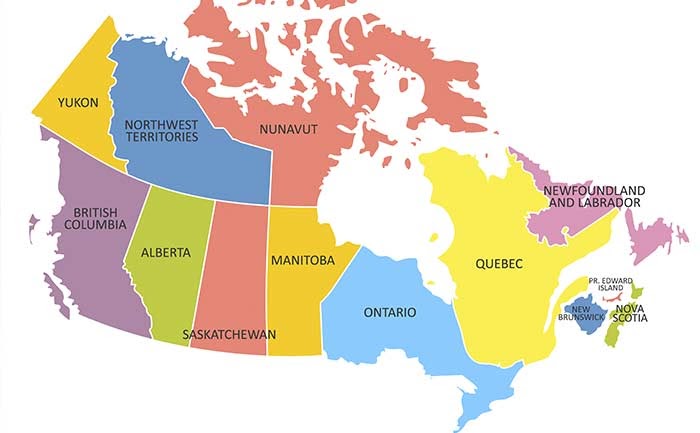 YUKON
NORTHWEST
TERRITORIES
NUNAVUT
BRITISH
COLUMBIA
ALBERTA
SASKATCHEWAN
MANITOBA
ONTARIO
QUEBEC
NEWFOUNDLAND
AND LABRADOR
PR. EDWARD
ISLAND
NEW
BRUNSWICK
NOVA
SCOTIA